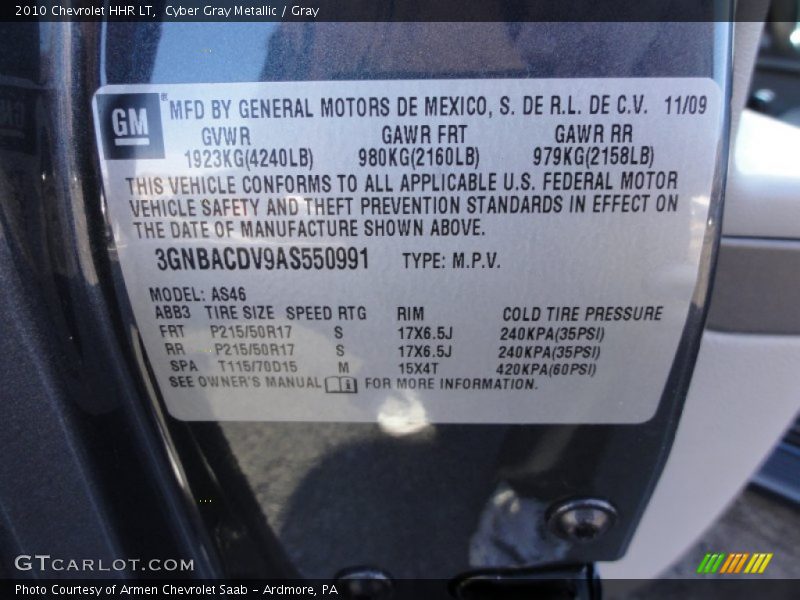 2010 Chevrolet HHR LT, Cyber Gray Metallic / Gray
GM ® MFD BY GENERAL MOTORS DE MEXICO, S. DE R.L. DE C.V. 11/09
GVWR GAWR FRT GAWR RR
1923KG(4240LB) 980KG(2160LB) 979KG(2158LB)
THIS VEHICLE CONFORMS TO ALL APPLICABLE U.S. FEDERAL MOTOR
VEHICLE SAFETY AND THEFT PREVENTION STANDARDS IN EFFECT ON
THE DATE OF MANUFACTURE SHOWN ABOVE.
3GNBACDV9AS550991 TYPE: M.P.V.
MODEL: AS46
ABB3 TIRE SIZE SPEED RTG RIM COLD TIRE PRESSURE
FRT P215/50R17 S 17X6.5J 240KPA(35PSI)
RR P215/50R17 S 17X6.5J 240KPA(35PSI)
SPA T115/70D15 M 15X4T 420KPA(60PSI)
SEE OWNER'S MANUAL FOR MORE INFORMATION.
GTCARLOT.COM
Photo Courtesy of Armen Chevrolet Saab - Ardmore, PA